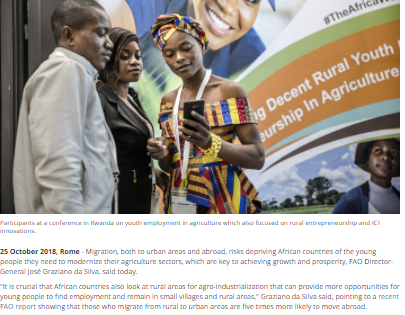 #TheAfricaW
ng Decent Rural Youth
eurship In Agriculture
Participants at a conference in Rwanda on youth employment in agriculture which also focused on rural entrepreneurship and ICT
innovations.
25 October 2018, Rome - Migration, both to urban areas and abroad, risks depriving African countries of the young
people they need to modernize their agriculture sectors, which are key to achieving growth and prosperity, FAO Director-
General José Graziano da Silva, said today.
"It is crucial that African countries also look at rural areas for agro-industrialization that can provide more opportunities for
young people to find employment and remain in small villages and rural areas," Graziano da Silva said, pointing to a recent
FAO report showing that those who migrate from rural to urban areas are five times more likely to move abroad.